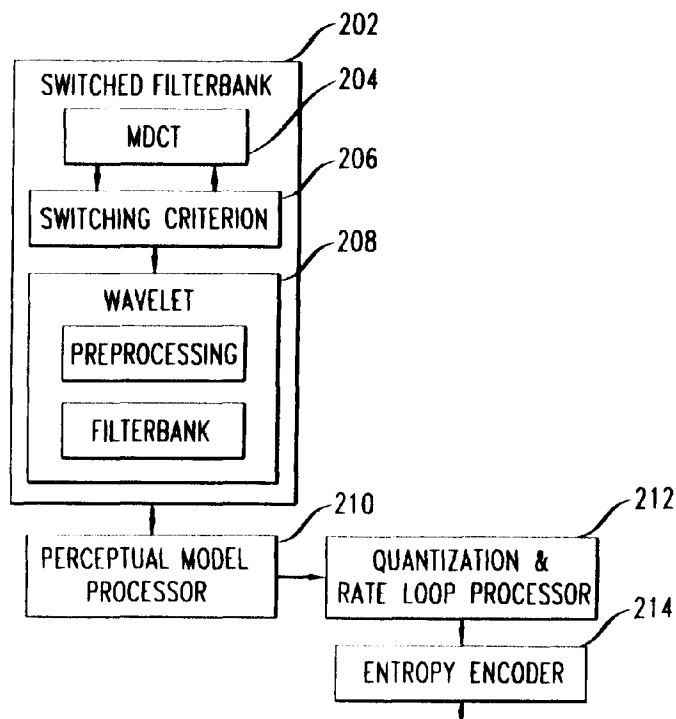 202
SWITCHED FILTERBANK
204
MDCT
206
SWITCHING CRITERION
208
WAVELET
PREPROCESSING
FILTERBANK
210
212
PERCEPTUAL MODEL
PROCESSOR
QUANTIZATION &
RATE LOOP PROCESSOR
214
ENTROPY ENCODER